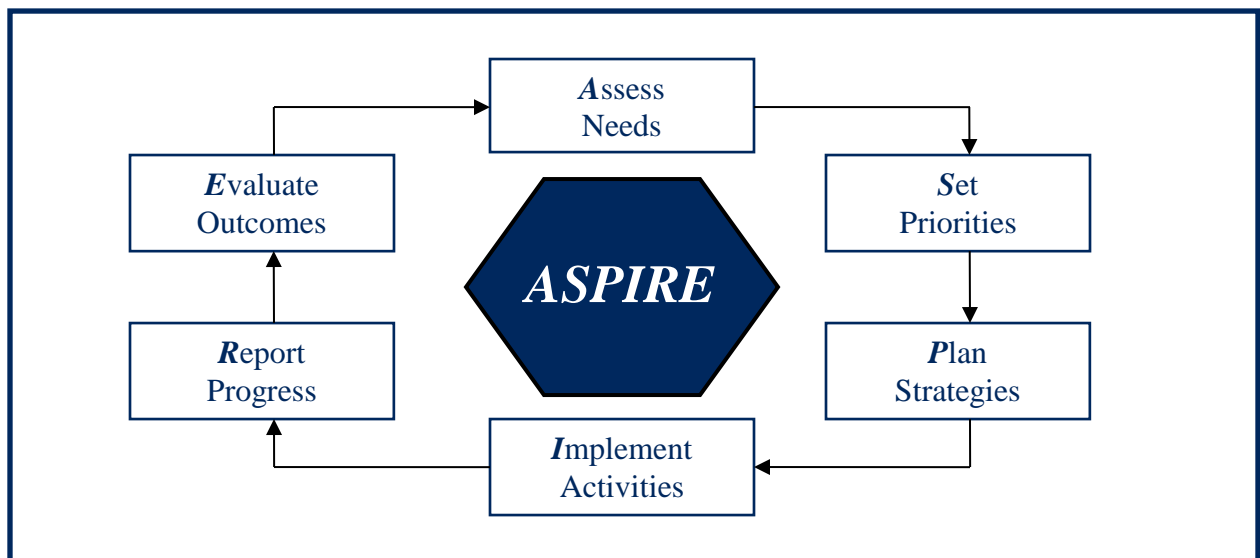 Assess
Needs
Evaluate
Outcomes
Set
Priorities
ASPIRE
Report
Progress
Plan
Strategies
Implement
Activities